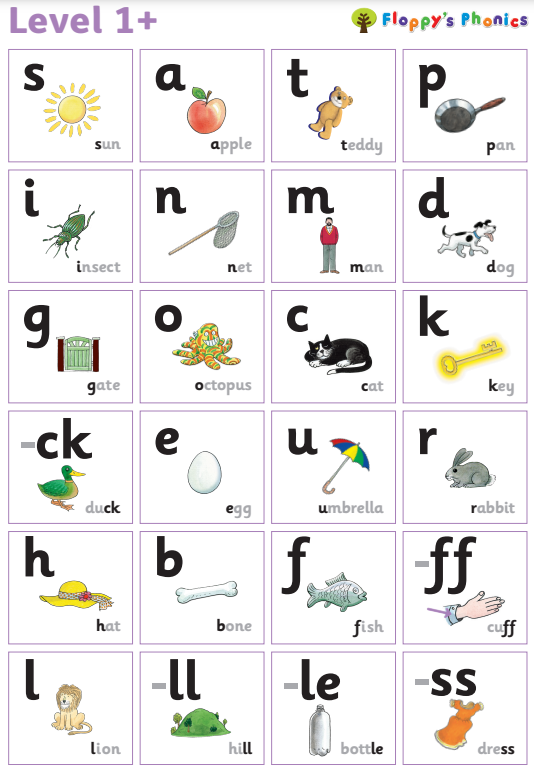 Level 1+
Floppy's Phonics
s
sun
a
apple
t
teddy
p
pan
i
insect
n
net
m
man
d
dog
g
gate
o
octopus
c
cat
k
key
-ck
duck
e
egg
u
umbrella
r
rabbit
h
hat
b
bone
f
fish
-ff
cuff
l
lion
-ll
hill
-le
bottle
-ss
dress